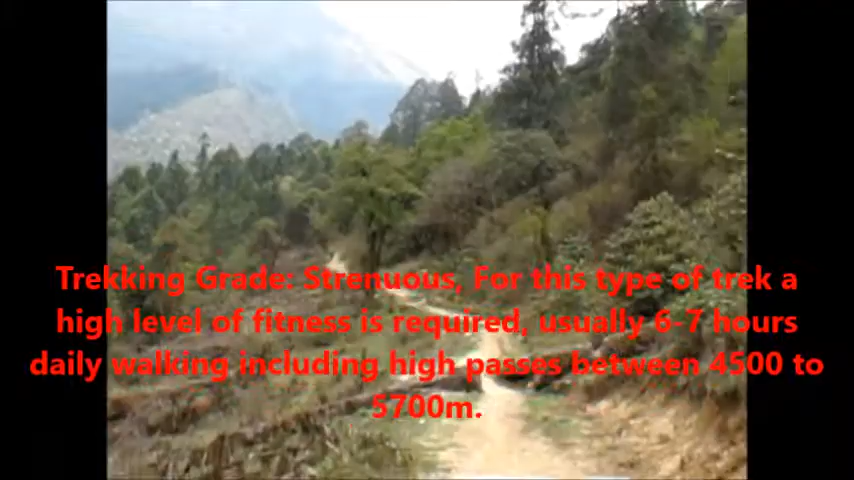 Trekking Grade: Strenuous, For this type of trek a
high level of fitness is required, usually 6-7 hours
daily walking including high passes between 4500 to
5700m.